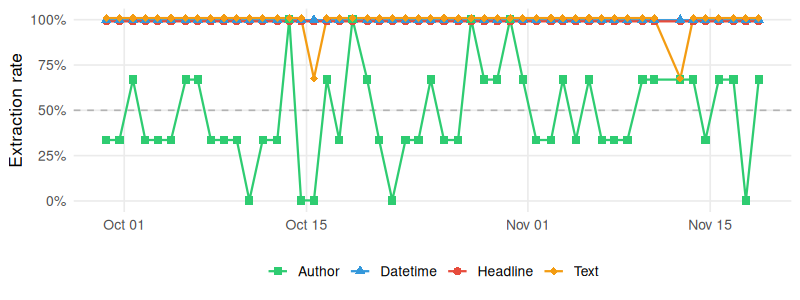 Extraction rate
100%
75%
50%
25%
0%
Oct 01 Oct 15 Nov 01 Nov 15
Author Datetime Headline Text